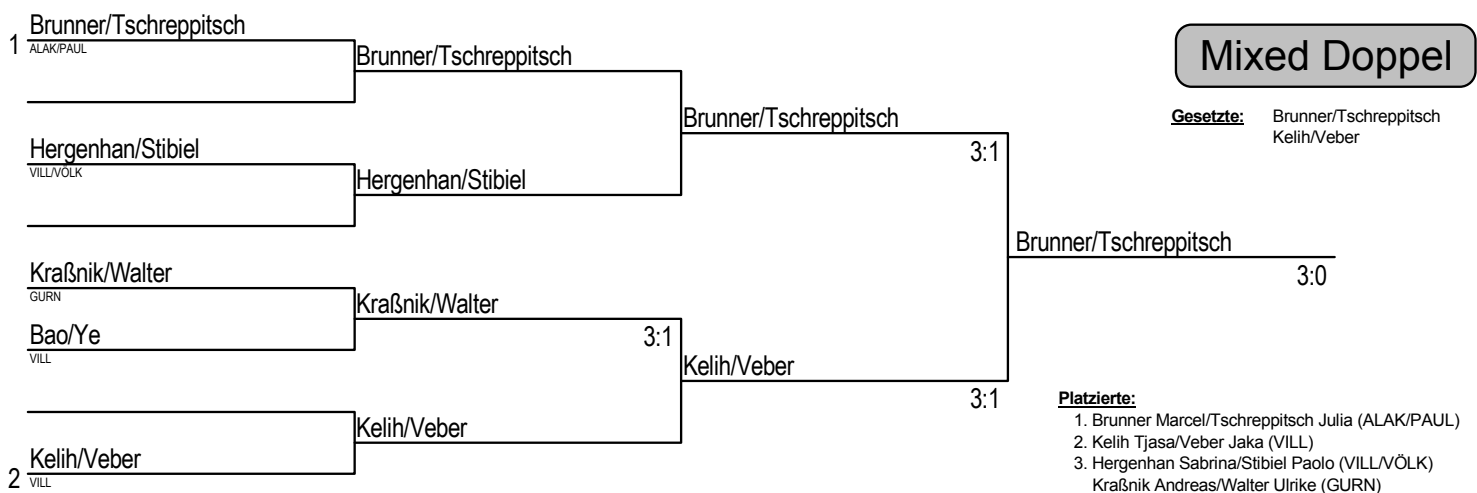 Brunner/Tschreppitsch
1 ALAK/PAUL
Hergenhan/Stibiel
VILL/VÖLK
Kraßnik/Walter
GURN
Bao/Ye
VILL
Kelih/Veber
2 VILL
Brunner/Tschreppitsch
Hergenhan/Stibiel
Kraßnik/Walter
3:1
Kelih/Veber
Brunner/Tschreppitsch
3:1
Kelih/Veber
3:1
Brunner/Tschreppitsch
3:0
Mixed Doppel
Gesetzte: Brunner/Tschreppitsch
Kelih/Veber
Platzierte:
1. Brunner Marcel/Tschreppitsch Julia (ALAK/PAUL)
2. Kelih Tjasa/Veber Jaka (VILL)
3. Hergenhan Sabrina/Stibiel Paolo (VILL/VÖLK)
Kraßnik Andreas/Walter Ulrike (GURN)